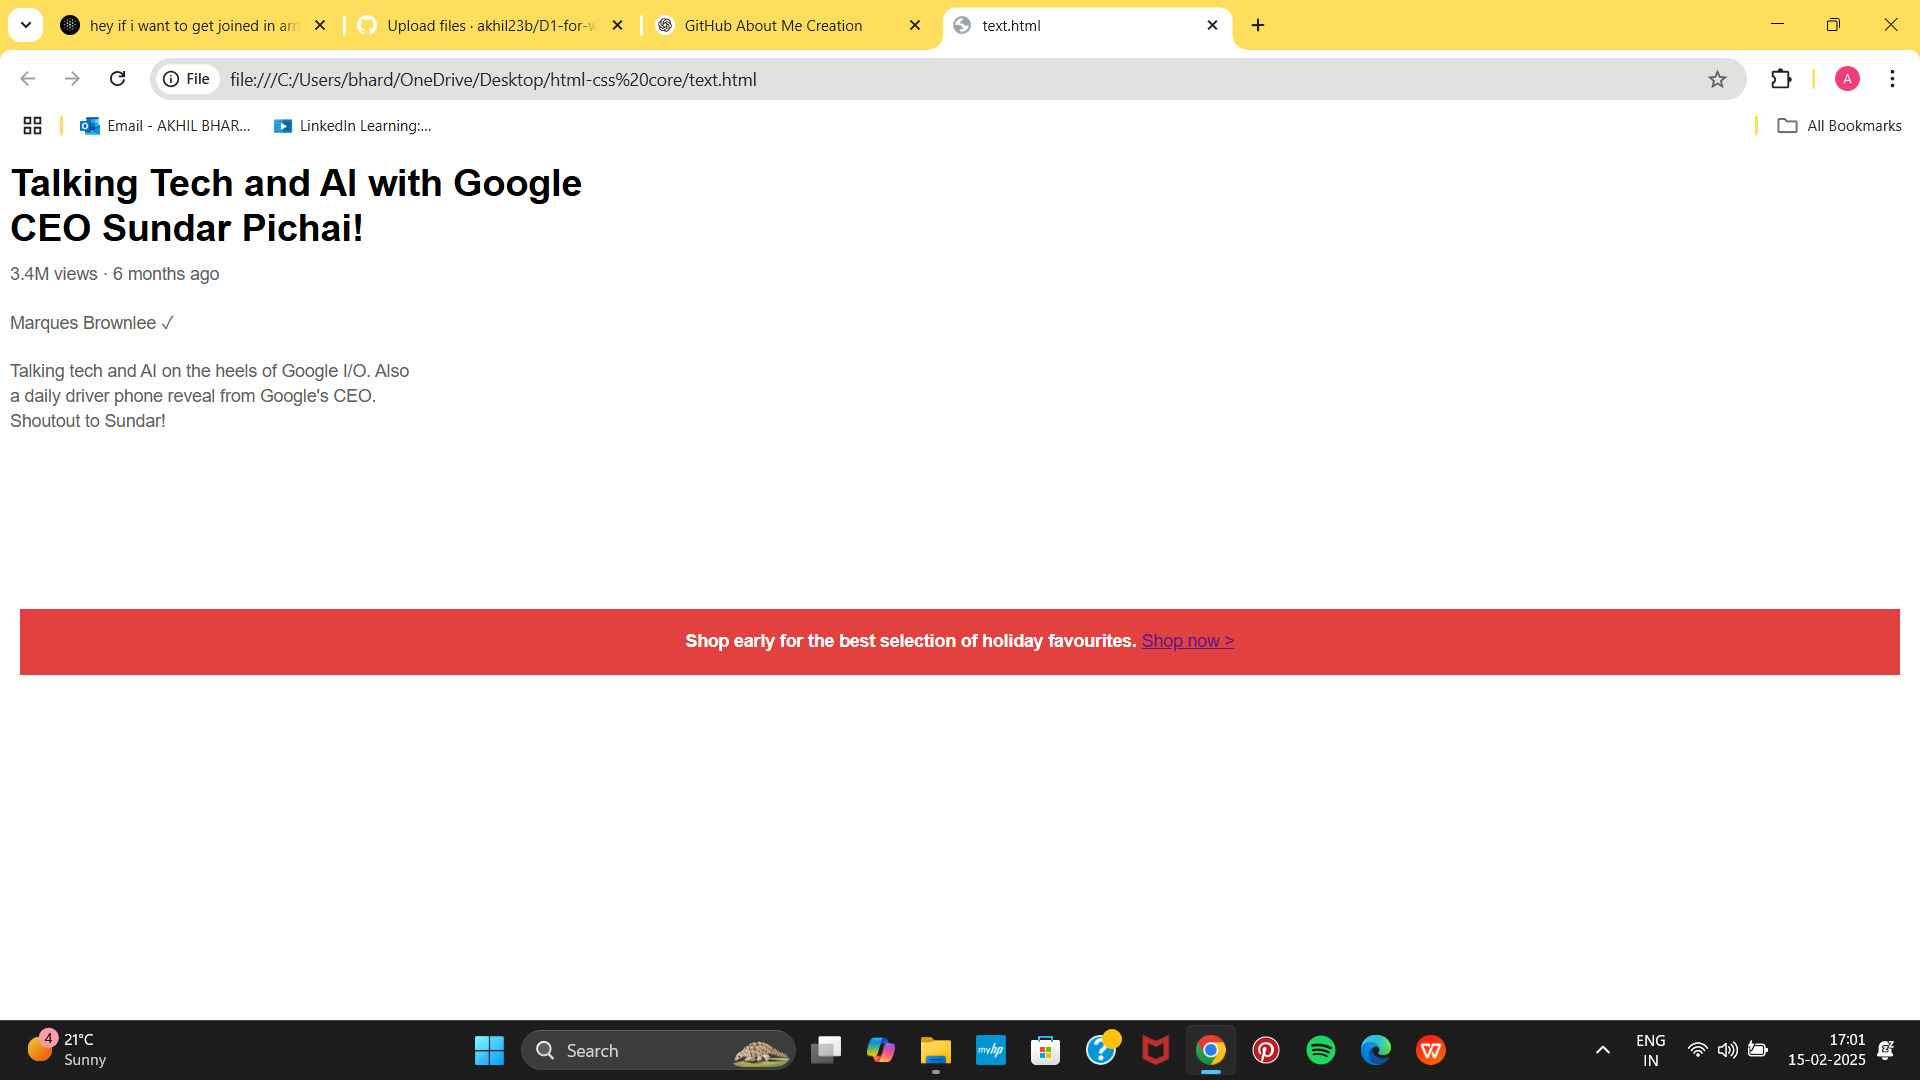 hey if i want to get joined in arm
Upload files · akhil23b/D1-for-w
GitHub About Me Creation
text.html
File
file:///C:/Users/bhard/OneDrive/Desktop/html-css%20core/text.html
A
Email - AKHIL BHAR...
LinkedIn Learning:...
All Bookmarks
Talking Tech and AI with Google
CEO Sundar Pichai!
3.4M views · 6 months ago
Marques Brownlee ✓
Talking tech and AI on the heels of Google I/O. Also
a daily driver phone reveal from Google's CEO.
Shoutout to Sundar!
Shop early for the best selection of holiday favourites. Shop now >
4
21°C
Sunny
Search
myhp
ENG
IN
17:01
15-02-2025